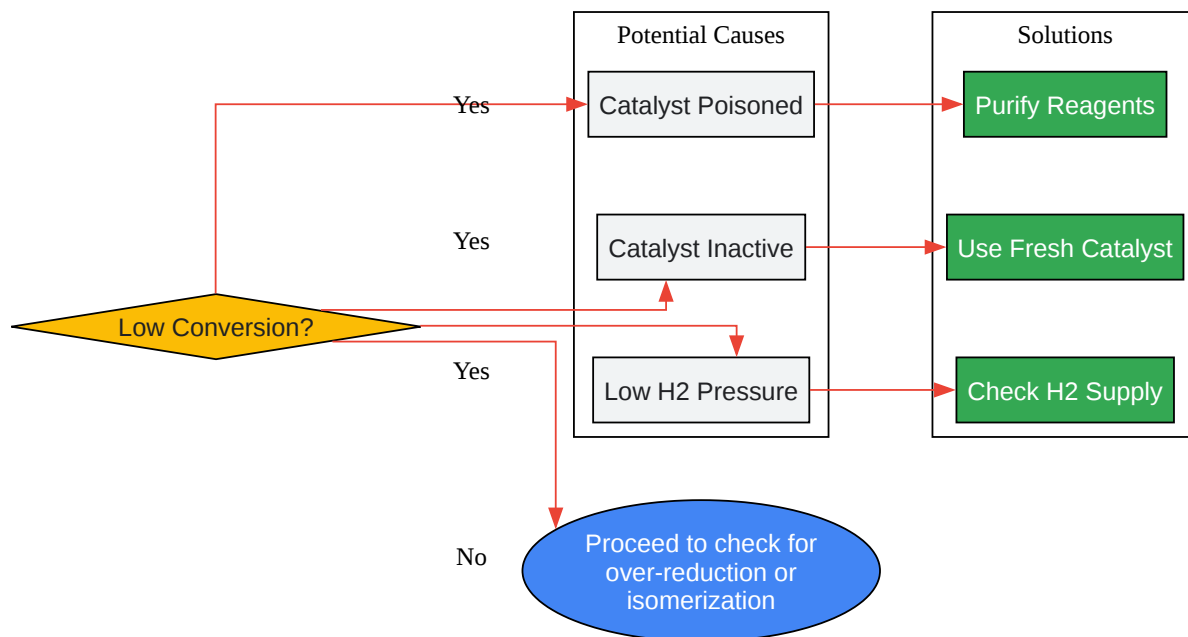 Potential Causes
Solutions
Yes
Catalyst Poisoned
Purify Reagents
Yes
Catalyst Inactive
Use Fresh Catalyst
Low Conversion?
Yes
Low H2 Pressure
Check H2 Supply
No
Proceed to check for
over-reduction or
isomerization